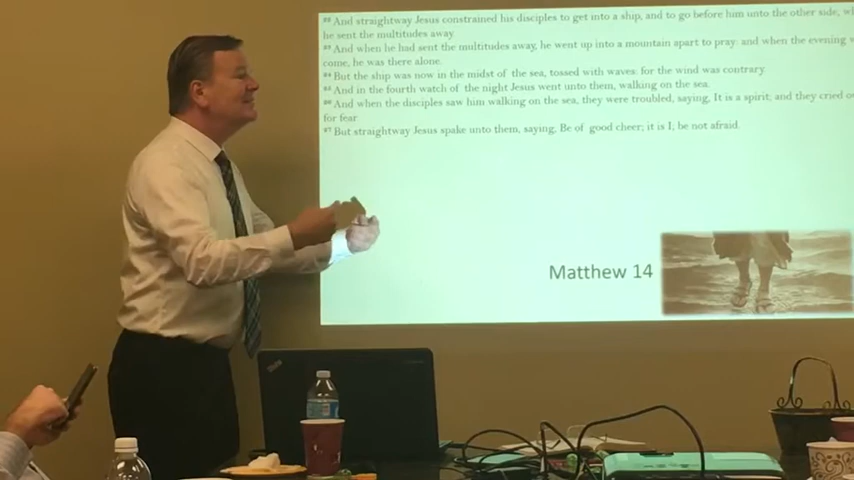 22 And straightway Jesus constrained his disciples to get into a ship, and to go before him unto the other side,
he sent the multitudes away.
23 And when he had sent the multitudes away, he went up into a mountain apart to pray: and when the evening
come, he was there alone.
24 But the ship was now in the midst of the sea, tossed with waves: for the wind was contrary.
25 And in the fourth watch of the night Jesus went unto them, walking on the sea.
26 And when the disciples saw him walking on the sea, they were troubled, saying, It is a spirit; and they cried
for fear.
27 But straightway Jesus spake unto them, saying, Be of good cheer; it is I; be not afraid.
Matthew 14
ThinkPad